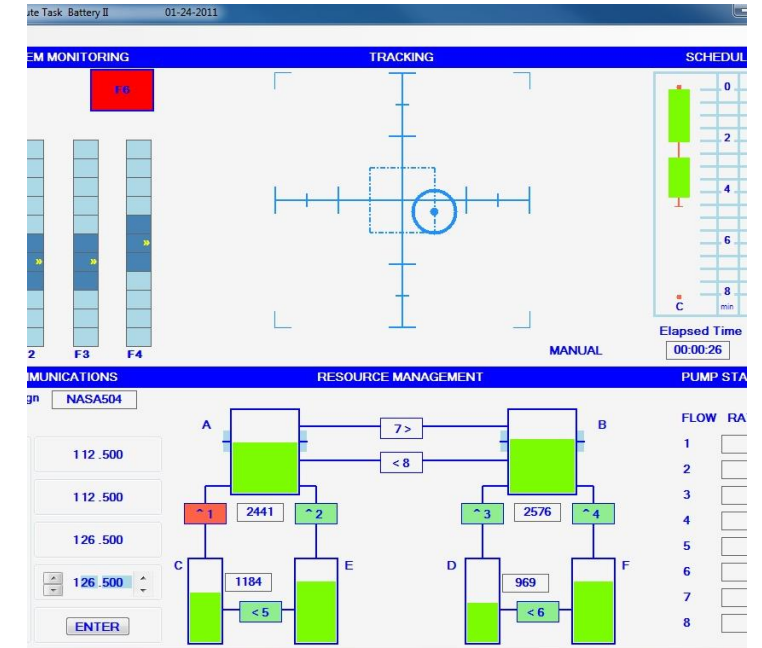 ute Task Battery II 01-24-2011
EM MONITORING TRACKING SCHEDUL
F6
0
2
4
6
8
C min
»
»
»
2 F3 F4
MANUAL
Elapsed Time
00:00:26
MUNICATIONS RESOURCE MANAGEMENT PUMP STA
gn NASA504
A 7 > B
< 8
FLOW RA
112.500
112.500
126.500
126.500
ENTER
^ 1 2441 ^ 2
^ 3 2576 ^ 4
C 1184 E
D 969 F
< 5
< 6
1
2
3
4
5
6
7
8